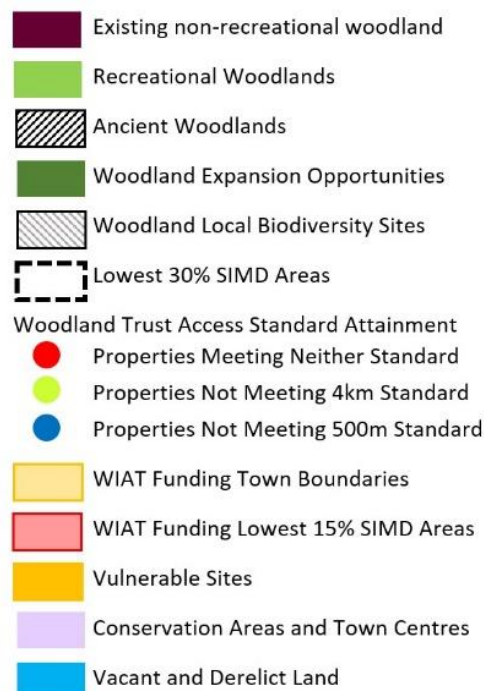 Existing non-recreational woodland
Recreational Woodlands
Ancient Woodlands
Woodland Expansion Opportunities
Woodland Local Biodiversity Sites
Lowest 30% SIMD Areas
Woodland Trust Access Standard Attainment
Properties Meeting Neither Standard
Properties Not Meeting 4km Standard
Properties Not Meeting 500m Standard
WIAT Funding Town Boundaries
WIAT Funding Lowest 15% SIMD Areas
Vulnerable Sites
Conservation Areas and Town Centres
Vacant and Derelict Land